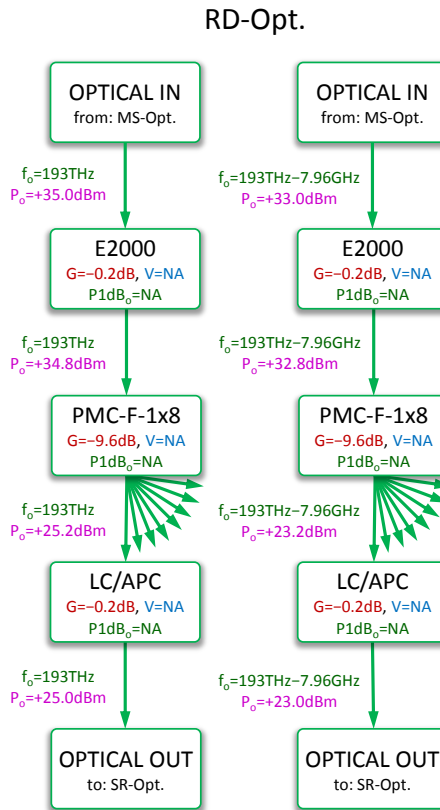 RD-Opt.
OPTICAL IN
from: MS-Opt.
fₒ=193THz
Pₒ=+35.0dBm
E2000
G=−0.2dB, V=NA
P1dBₒ=NA
fₒ=193THz
Pₒ=+34.8dBm
PMC-F-1x8
G=−9.6dB, V=NA
P1dBₒ=NA
fₒ=193THz
Pₒ=+25.2dBm
LC/APC
G=−0.2dB, V=NA
P1dBₒ=NA
fₒ=193THz
Pₒ=+25.0dBm
OPTICAL OUT
to: SR-Opt.
OPTICAL IN
from: MS-Opt.
fₒ=193THz−7.96GHz
Pₒ=+33.0dBm
E2000
G=−0.2dB, V=NA
P1dBₒ=NA
fₒ=193THz−7.96GHz
Pₒ=+32.8dBm
PMC-F-1x8
G=−9.6dB, V=NA
P1dBₒ=NA
fₒ=193THz−7.96GHz
Pₒ=+23.2dBm
LC/APC
G=−0.2dB, V=NA
P1dBₒ=NA
fₒ=193THz−7.96GHz
Pₒ=+23.0dBm
OPTICAL OUT
to: SR-Opt.